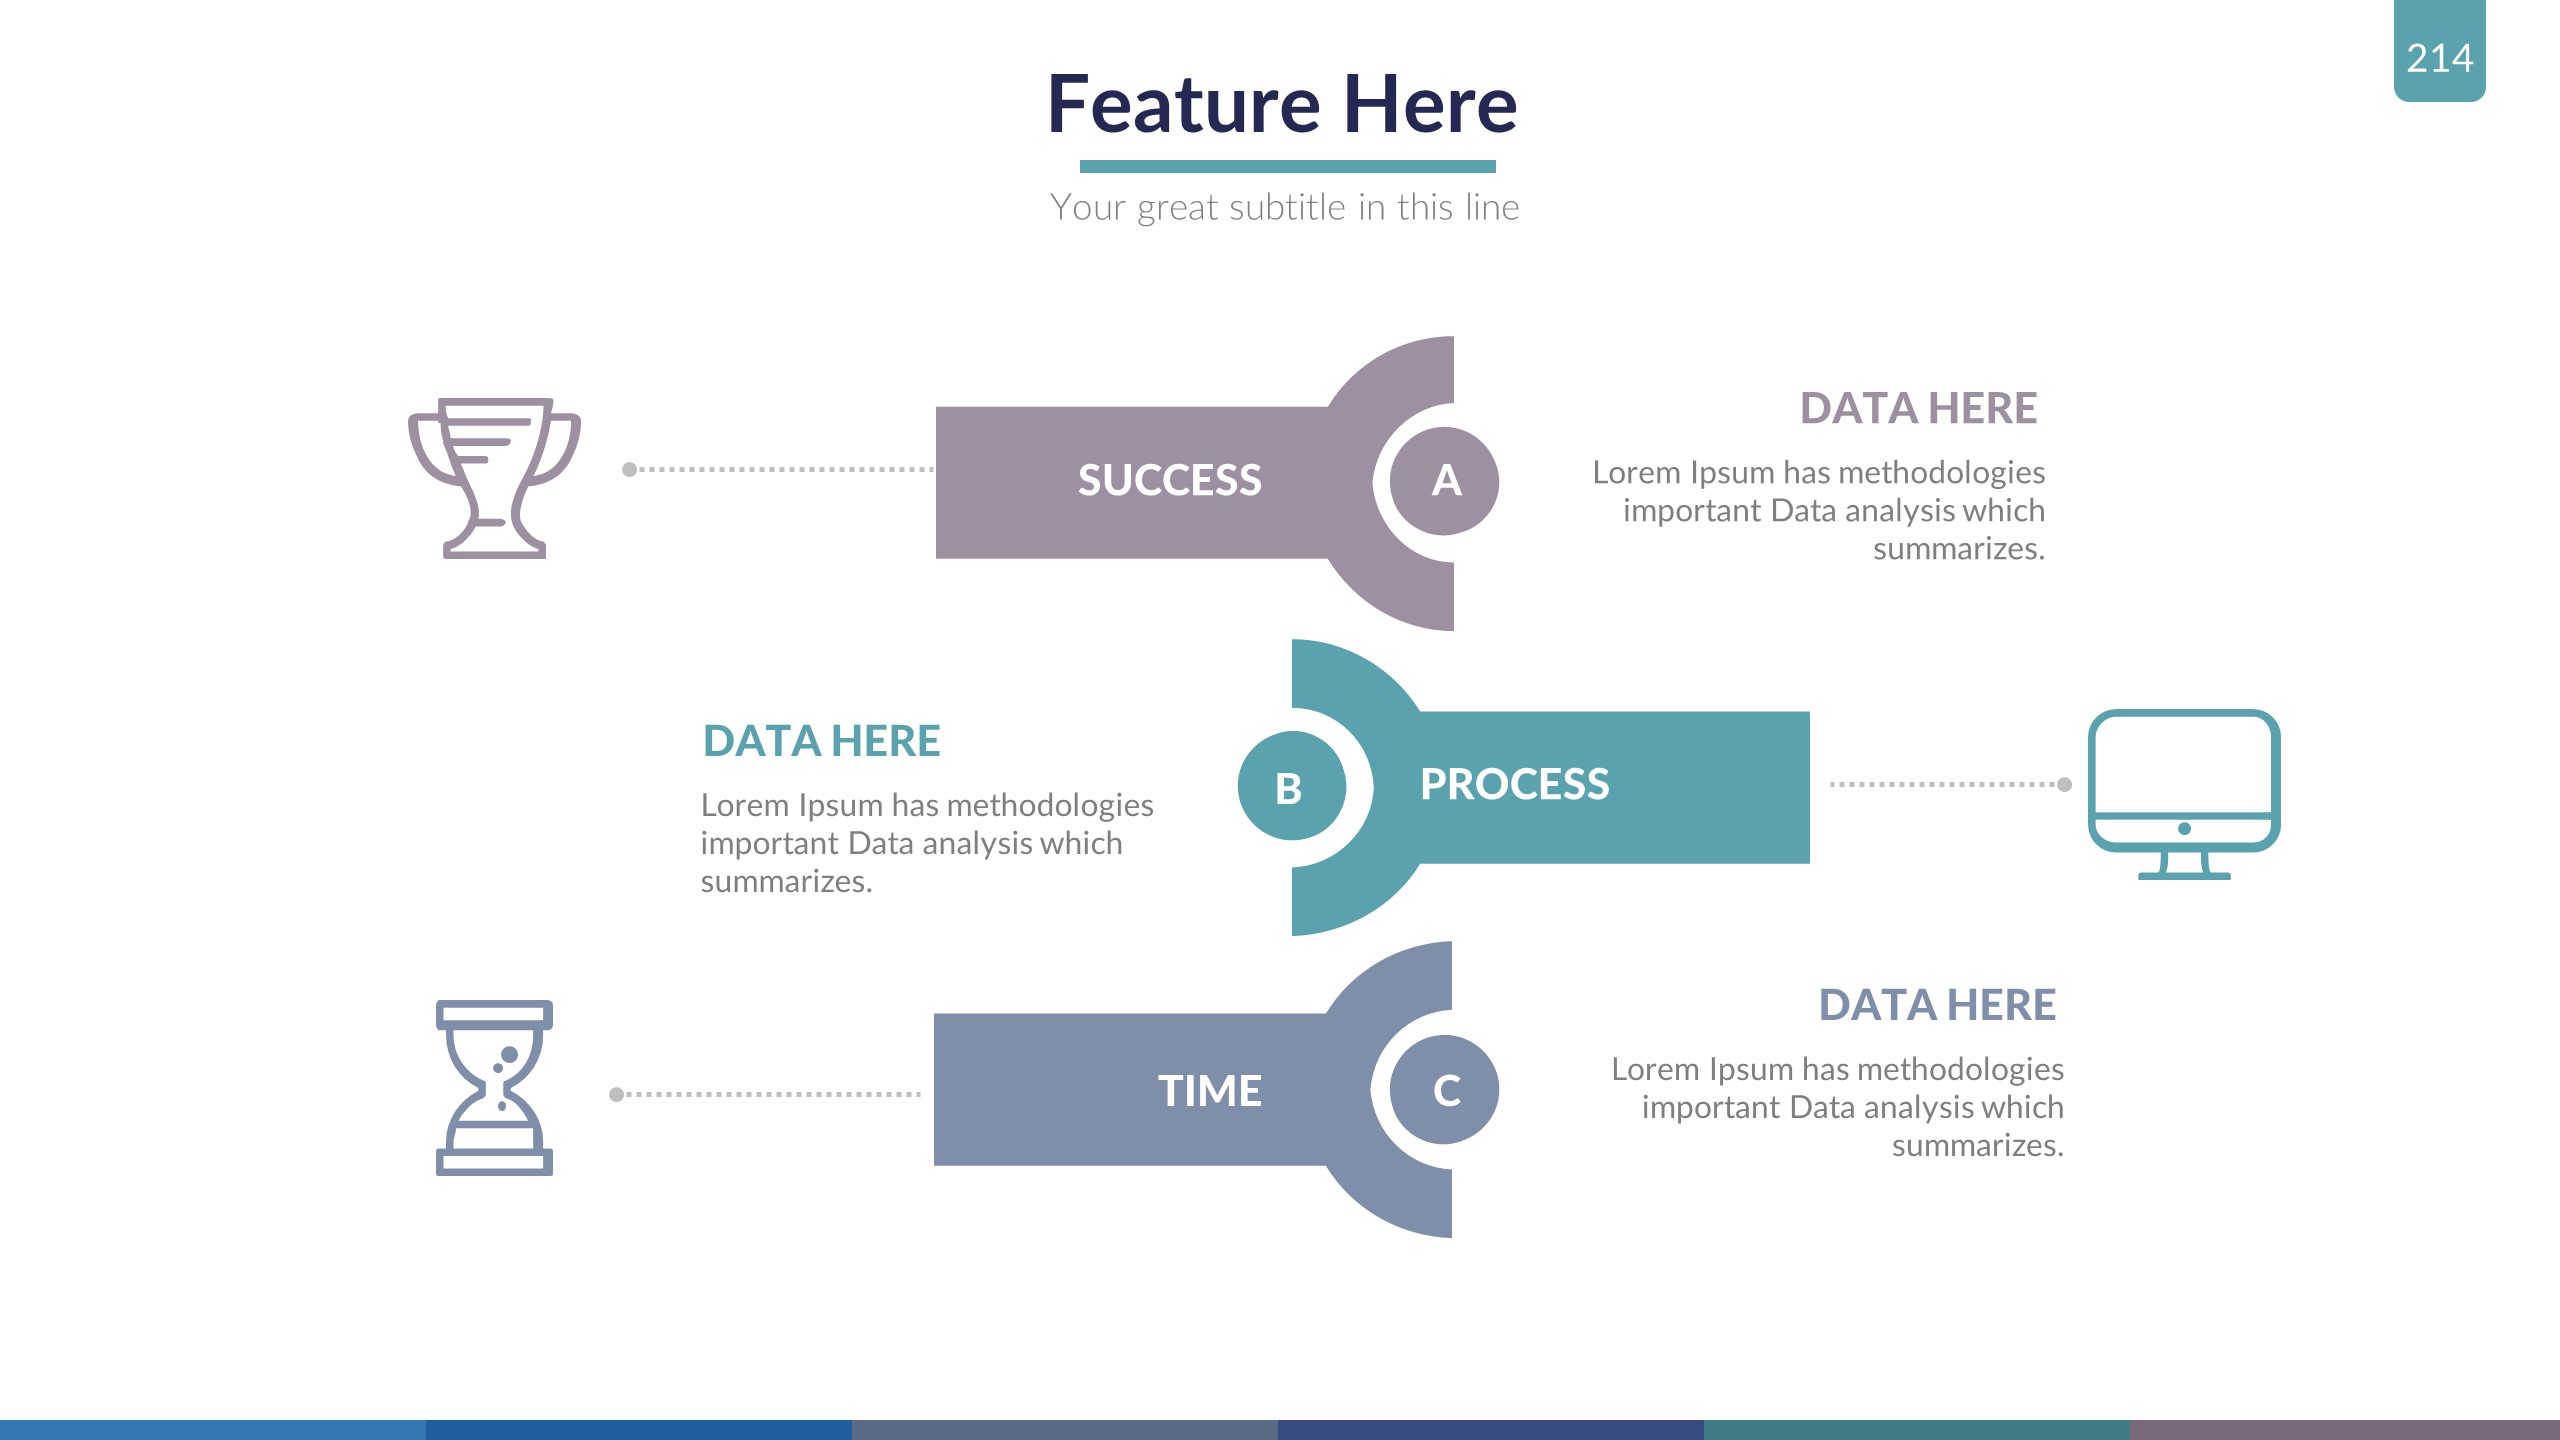 214
Feature Here
Your great subtitle in this line
SUCCESS
A
DATA HERE
Lorem Ipsum has methodologies
important Data analysis which
summarizes.
DATA HERE
Lorem Ipsum has methodologies
important Data analysis which
summarizes.
B
PROCESS
TIME
C
DATA HERE
Lorem Ipsum has methodologies
important Data analysis which
summarizes.